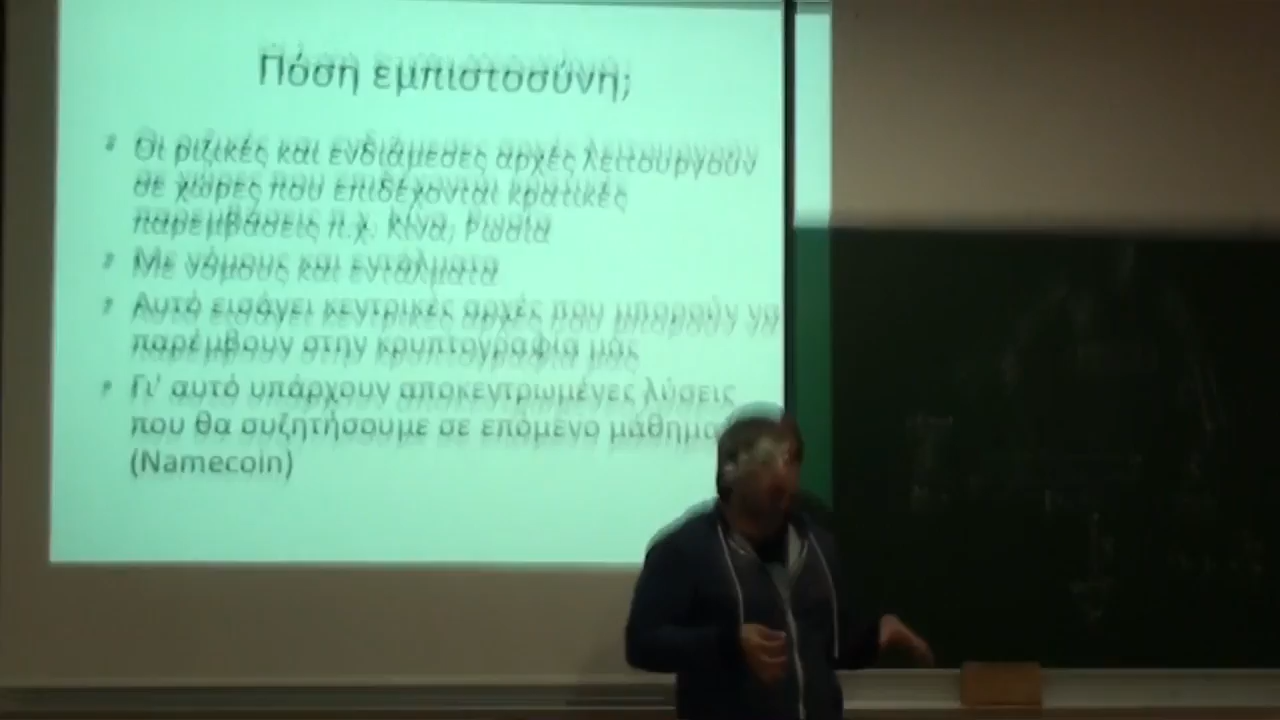 Πόση εμπιστοσύνη;
Οι ριζικές και ενδιάμεσες αρχές λειτουργούν
σε χώρες που επιδέχονται κρατικές
παρεμβάσεις π.χ. Κίνα, Ρωσία
Με νόμους και εντάλματα
Αυτό εισάγει κεντρικές αρχές που μπορούν να
παρέμβουν στην κρυπτογραφία μας
Γι' αυτό υπάρχουν αποκεντρωμένες λύσεις
που θα συζητήσουμε σε επόμενο μάθημα
(Namecoin)